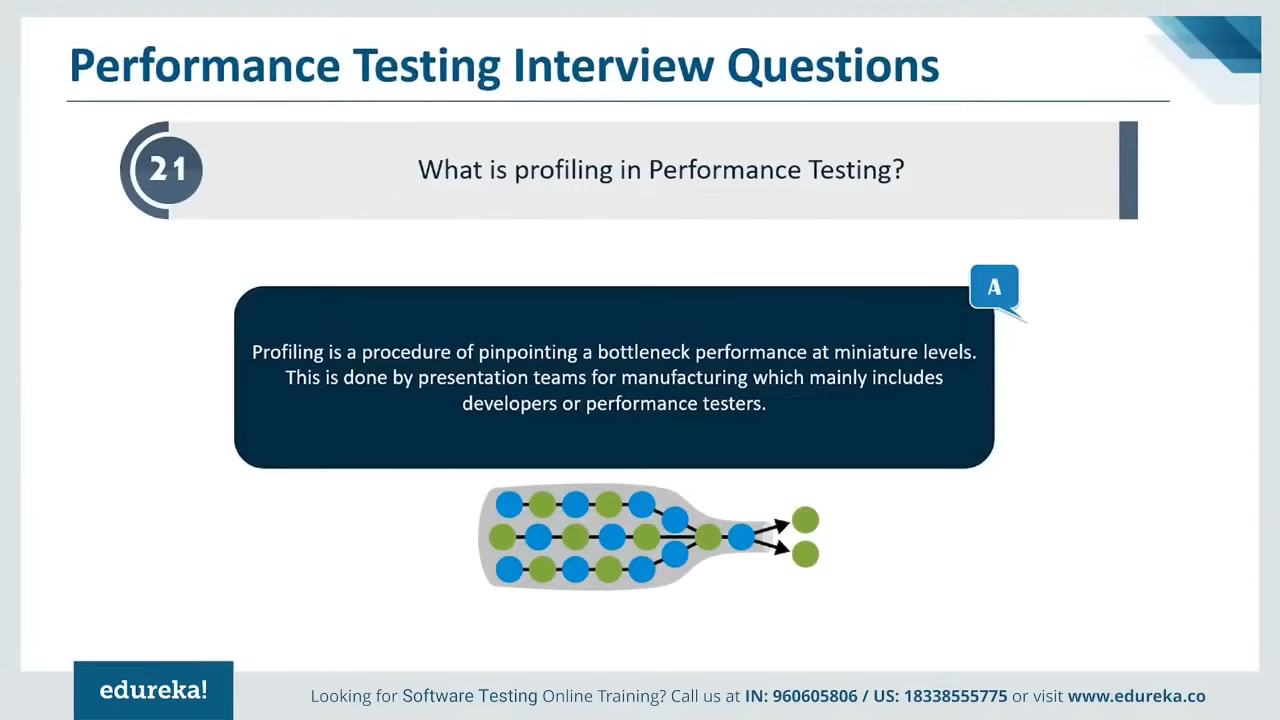 Performance Testing Interview Questions
21
What is profiling in Performance Testing?
A
Profiling is a procedure of pinpointing a bottleneck performance at miniature levels.
This is done by presentation teams for manufacturing which mainly includes
developers or performance testers.
edureka!
Looking for Software Testing Online Training? Call us at IN: 960605806 / US: 18338555775 or visit www.edureka.co